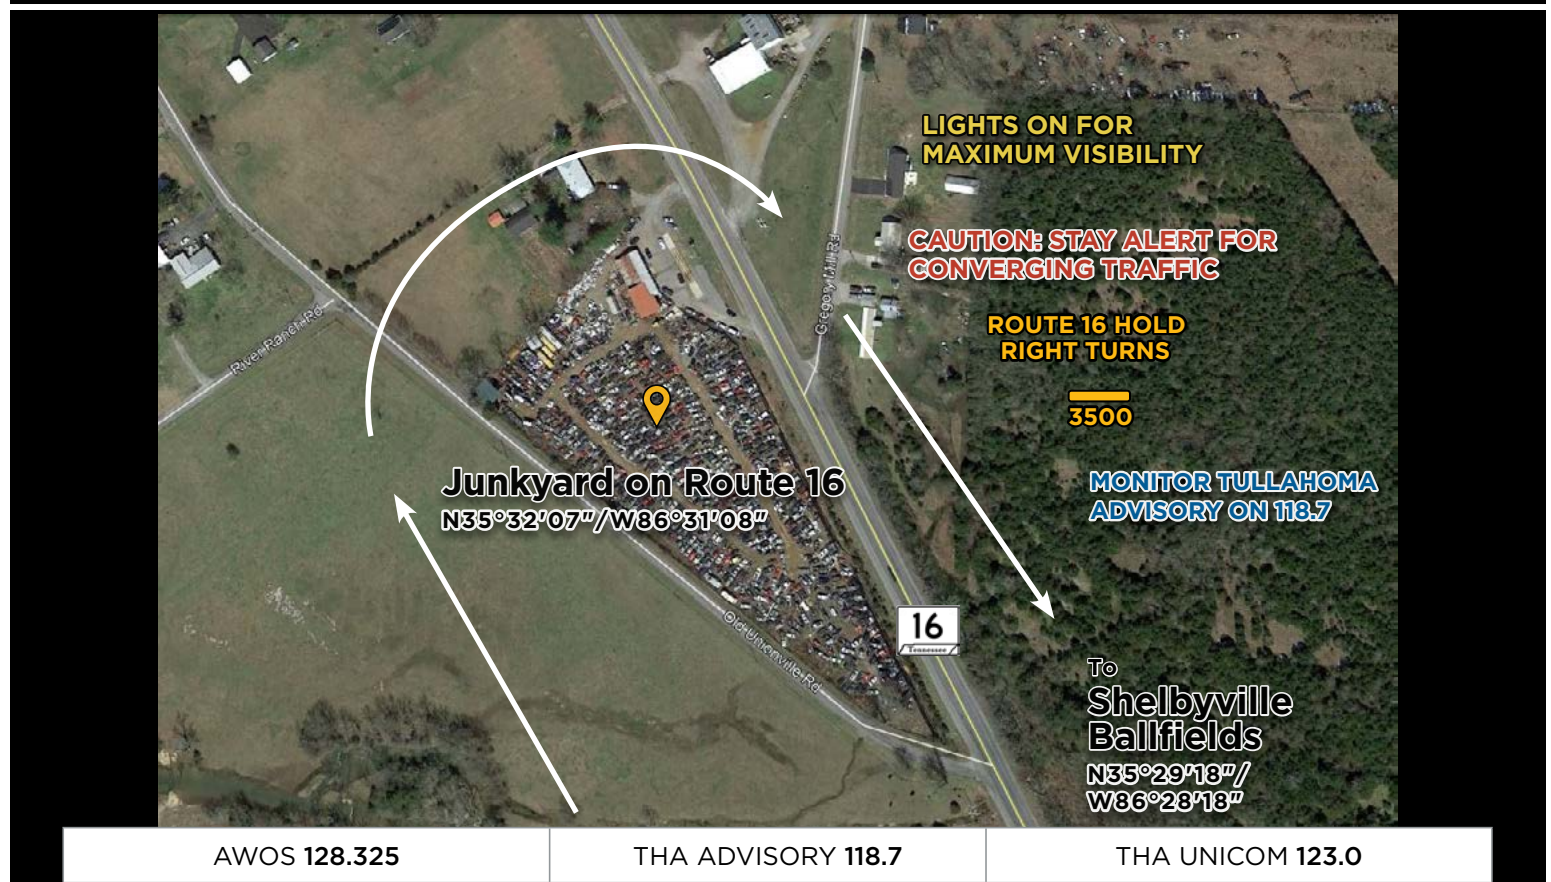 LIGHTS ON FOR
MAXIMUM VISIBILITY
CAUTION: STAY ALERT FOR
CONVERGING TRAFFIC
Gregory Mill Rd
River Ranch Rd
ROUTE 16 HOLD
RIGHT TURNS
3500
Junkyard on Route 16
N35°32'07"/W86°31'08"
MONITOR TULLAHOMA
ADVISORY ON 118.7
Old Unionville Rd
16
Tennessee
To
Shelbyville
Ballfields
N35°29'18"/
W86°28'18"
AWOS 128.325
THA ADVISORY 118.7
THA UNICOM 123.0